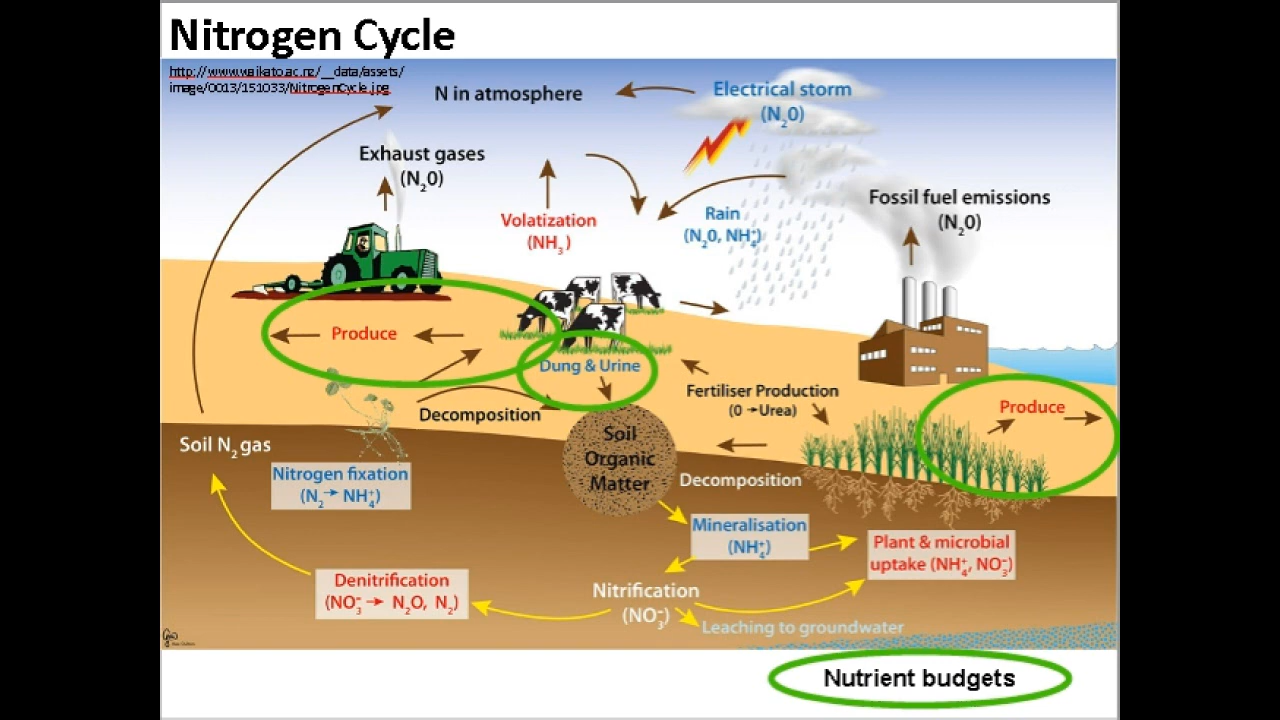 Nitrogen Cycle
http://www.waikato.ac.nz/__data/assets/
image/0013/151033/NitrogenCycle.jpg
N in atmosphere
Electrical storm
(N₂0)
Exhaust gases
(N₂0)
Volatization
(NH₃)
Rain
(N₂0, NH₄⁺)
Fossil fuel emissions
(N₂0)
Produce
Dung & Urine
Fertiliser Production
(0 → Urea)
Produce
Decomposition
Soil
Organic
Matter
Soil N₂ gas
Nitrogen fixation
(N₂ → NH₄⁺)
Decomposition
Mineralisation
(NH₄⁺)
Plant & microbial
uptake (NH₄⁺, NO₃⁻)
Denitrification
(NO₃⁻ → N₂O, N₂)
Nitrification
(NO₃⁻)
Leaching to groundwater
Nutrient budgets